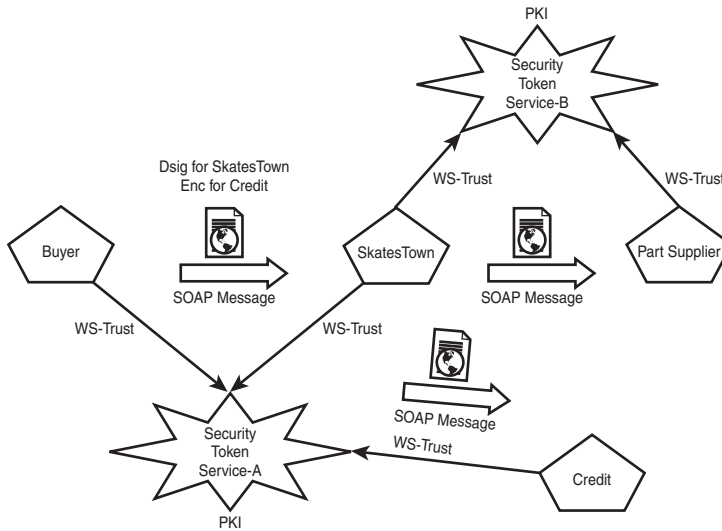 PKI
Security
Token
Service-B
Dsig for SkatesTown
Enc for Credit
WS-Trust
WS-Trust
Buyer
SkatesTown
Part Supplier
SOAP Message
SOAP Message
WS-Trust
WS-Trust
SOAP Message
Security
Token
Service-A
WS-Trust
Credit
PKI